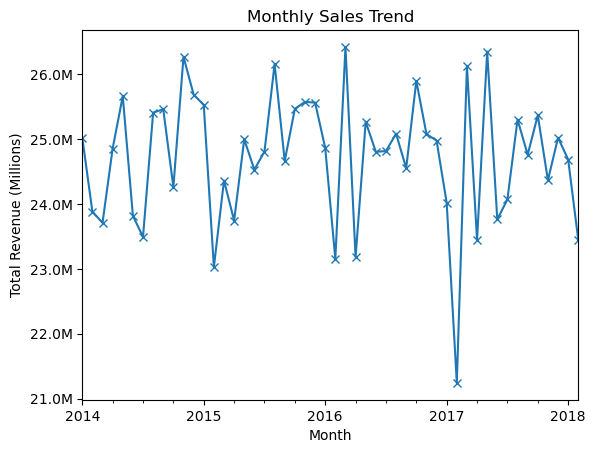 Monthly Sales Trend
Total Revenue (Millions)
26.0M
25.0M
24.0M
23.0M
22.0M
21.0M
2014 2015 2016 2017 2018
Month